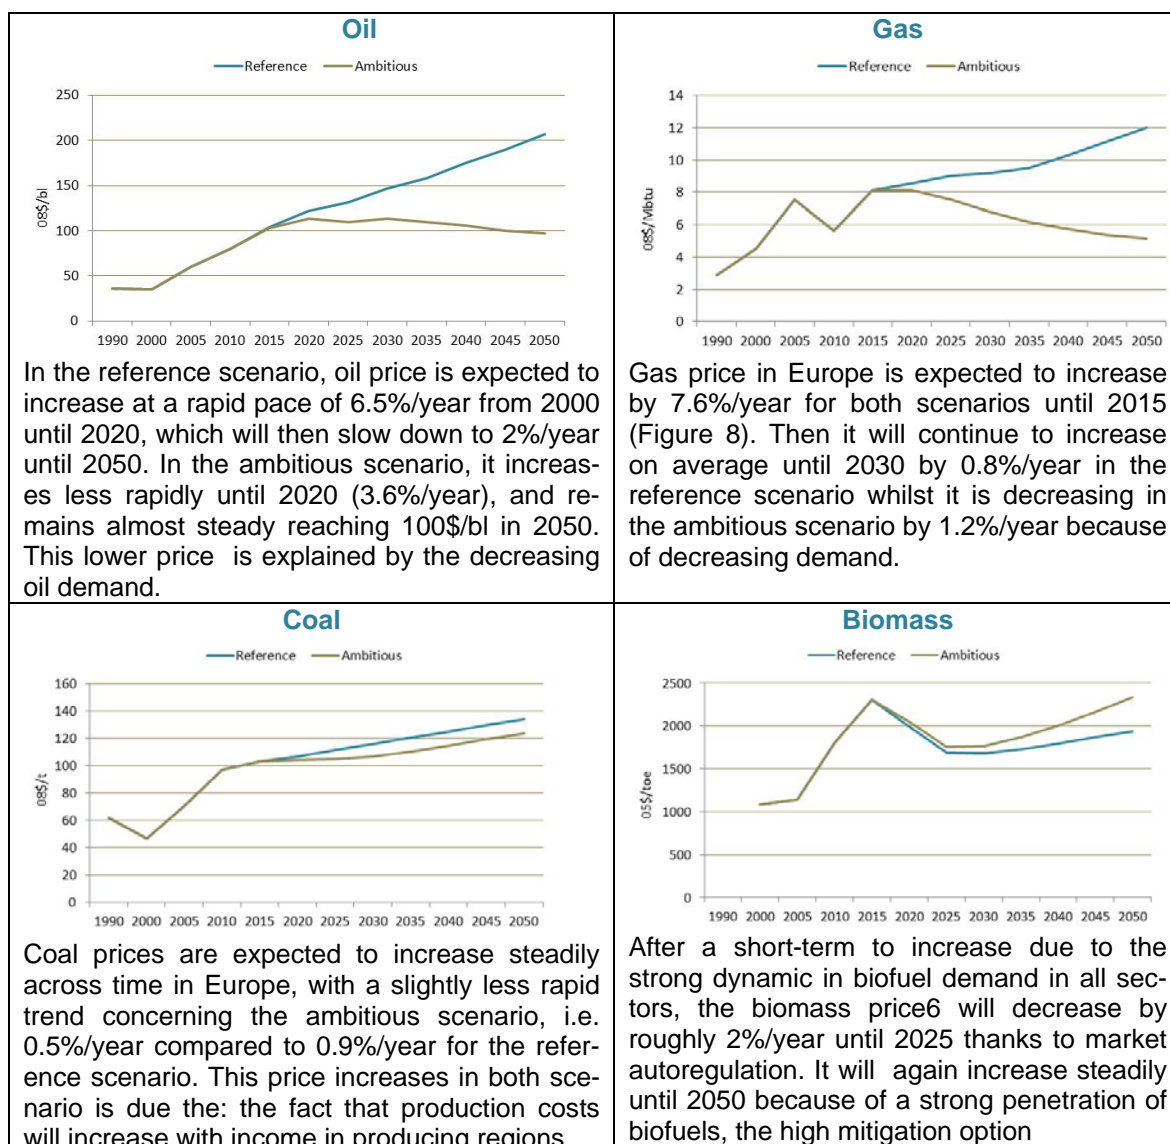 Oil
Reference Ambitious
250
200
150
100
50
0
08$/bl
1990 2000 2005 2010 2015 2020 2025 2030 2035 2040 2045 2050
In the reference scenario, oil price is expected to
increase at a rapid pace of 6.5%/year from 2000
until 2020, which will then slow down to 2%/year
until 2050. In the ambitious scenario, it increas-
es less rapidly until 2020 (3.6%/year), and re-
mains almost steady reaching 100$/bl in 2050.
This lower price is explained by the decreasing
oil demand.
Gas
Reference Ambitious
14
12
10
8
6
4
2
0
08$/Mbtu
1990 2000 2005 2010 2015 2020 2025 2030 2035 2040 2045 2050
Gas price in Europe is expected to increase
by 7.6%/year for both scenarios until 2015
(Figure 8). Then it will continue to increase
on average until 2030 by 0.8%/year in the
reference scenario whilst it is decreasing in
the ambitious scenario by 1.2%/year because
of decreasing demand.
Coal
Reference Ambitious
160
140
120
100
80
60
40
20
0
08$/t
1990 2000 2005 2010 2015 2020 2025 2030 2035 2040 2045 2050
Coal prices are expected to increase steadily
across time in Europe, with a slightly less rapid
trend concerning the ambitious scenario, i.e.
0.5%/year compared to 0.9%/year for the refer-
ence scenario. This price increases in both sce-
nario is due the: the fact that production costs
will increase with income in producing regions
Biomass
Reference Ambitious
2500
2000
1500
1000
500
0
05$/toe
1990 2000 2005 2010 2015 2020 2025 2030 2035 2040 2045 2050
After a short-term to increase due to the
strong dynamic in biofuel demand in all sec-
tors, the biomass price6 will decrease by
roughly 2%/year until 2025 thanks to market
autoregulation. It will again increase steadily
until 2050 because of a strong penetration of
biofuels, the high mitigation option